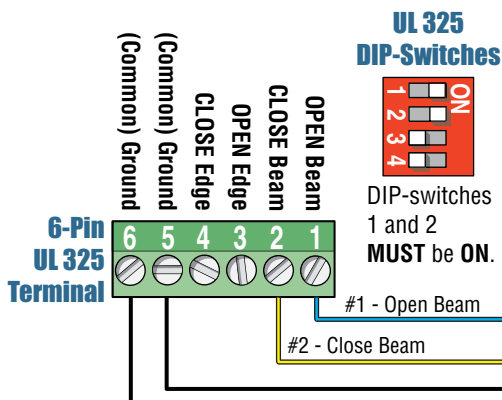 UL 325
DIP-Switches
ON
1
2
3
4
DIP-switches
1 and 2
MUST be ON.
(Common) Ground
(Common) Ground
CLOSE Edge
OPEN Edge
CLOSE Beam
OPEN Beam
6-Pin
UL 325
Terminal
6 5 4 3 2 1
#1 - Open Beam
#2 - Close Beam